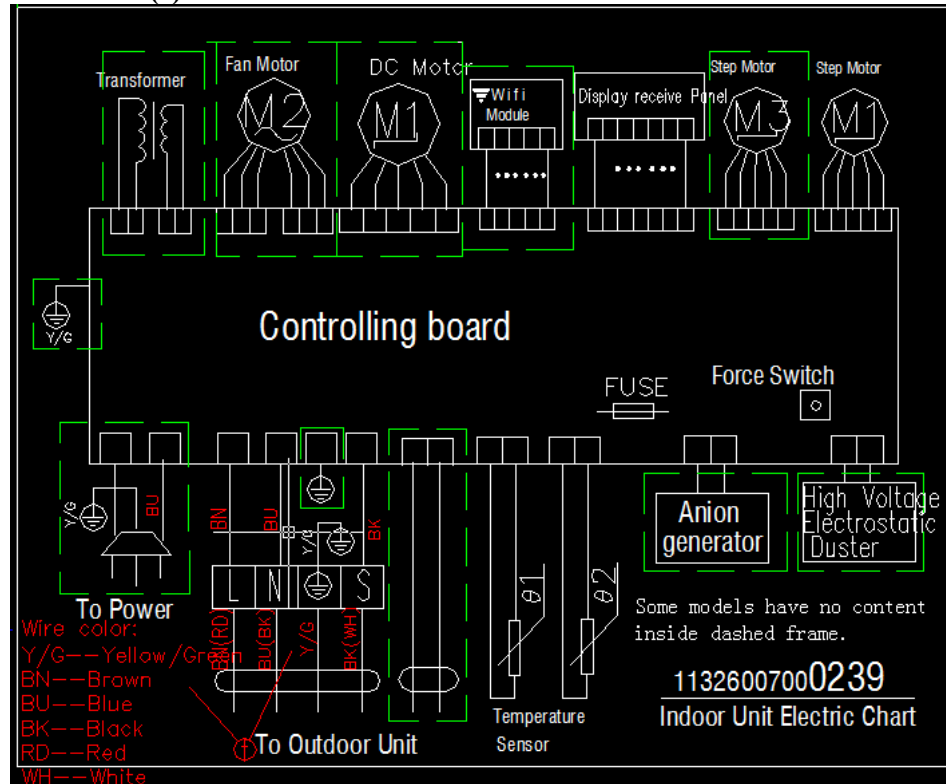 Transformer
Fan Motor
M2
DC Motor
M1
Wifi
Module
Display receive Panel
Step Motor
M3
Step Motor
M1
Y/G
Controlling board
FUSE
Force Switch
Y/G
BU
BN
BU
Y/G
BK
L N S
BN(RD)
BU(BK)
Y/G
BK(WH)
To Power
To Outdoor Unit
θ1
θ2
Temperature
Sensor
Anion
generator
High Voltage
Electrostatic
Duster
Some models have no content
inside dashed frame.
11326007000239
Indoor Unit Electric Chart
Wire color:
Y/G--Yellow/Green
BN--Brown
BU--Blue
BK--Black
RD--Red
WH--White